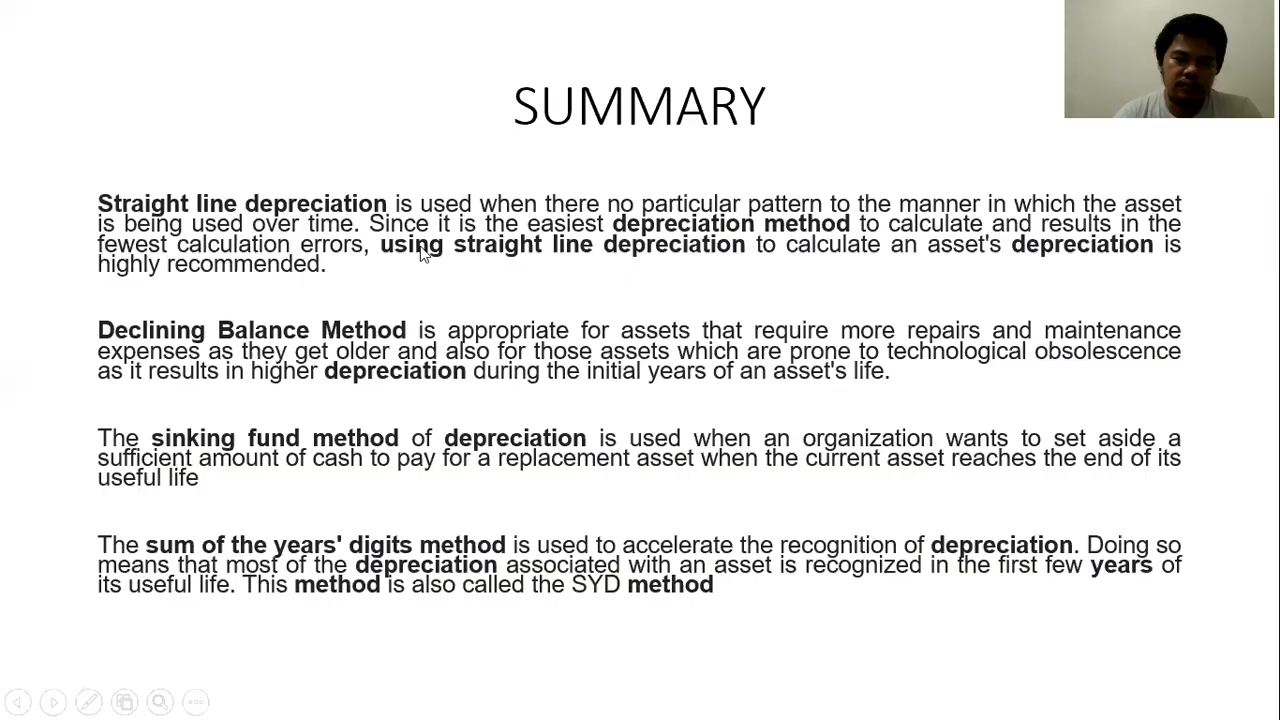 SUMMARY
Straight line depreciation is used when there no particular pattern to the manner in which the asset
is being used over time. Since it is the easiest depreciation method to calculate and results in the
fewest calculation errors, using straight line depreciation to calculate an asset's depreciation is
highly recommended.
Declining Balance Method is appropriate for assets that require more repairs and maintenance
expenses as they get older and also for those assets which are prone to technological obsolescence
as it results in higher depreciation during the initial years of an asset's life.
The sinking fund method of depreciation is used when an organization wants to set aside a
sufficient amount of cash to pay for a replacement asset when the current asset reaches the end of its
useful life
The sum of the years' digits method is used to accelerate the recognition of depreciation. Doing so
means that most of the depreciation associated with an asset is recognized in the first few years of
its useful life. This method is also called the SYD method